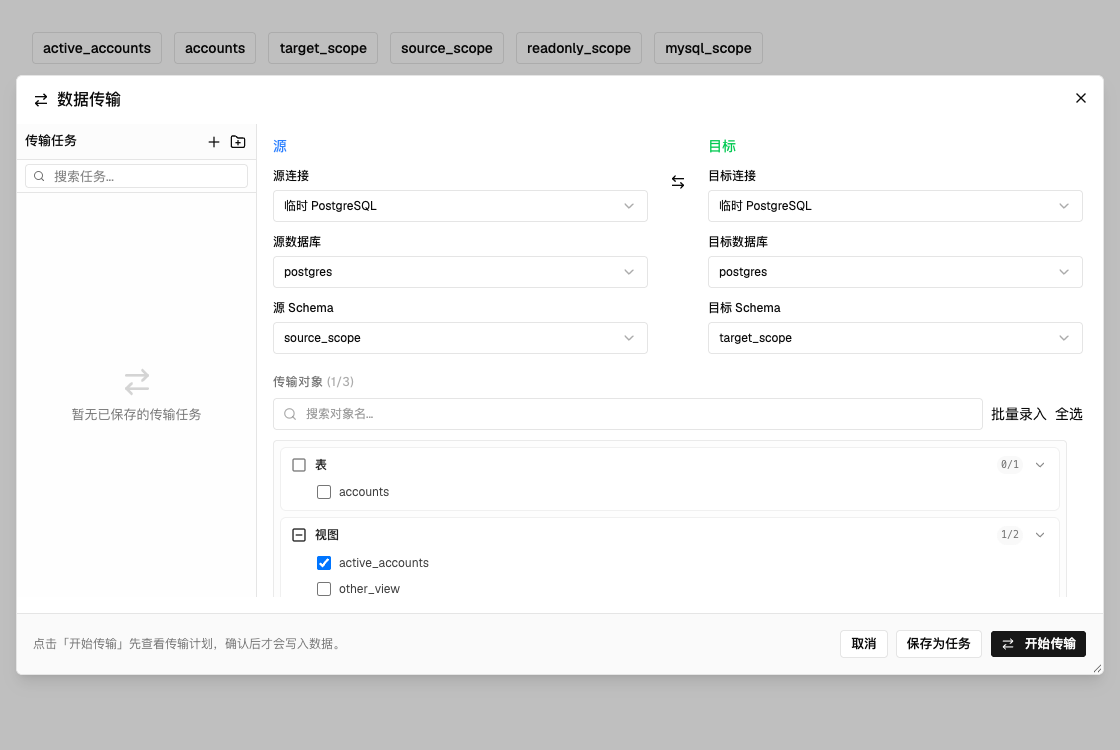 active_accounts accounts target_scope source_scope readonly_scope mysql_scope
数据传输
传输任务
搜索任务...
暂无已保存的传输任务
源
源连接
临时 PostgreSQL
源数据库
postgres
源 Schema
source_scope
目标
目标连接
临时 PostgreSQL
目标数据库
postgres
目标 Schema
target_scope
传输对象 (1/3)
搜索对象名... 批量录入 全选
表 0/1
accounts
视图 1/2
active_accounts
other_view
点击「开始传输」先查看传输计划，确认后才会写入数据。 取消 保存为任务 开始传输